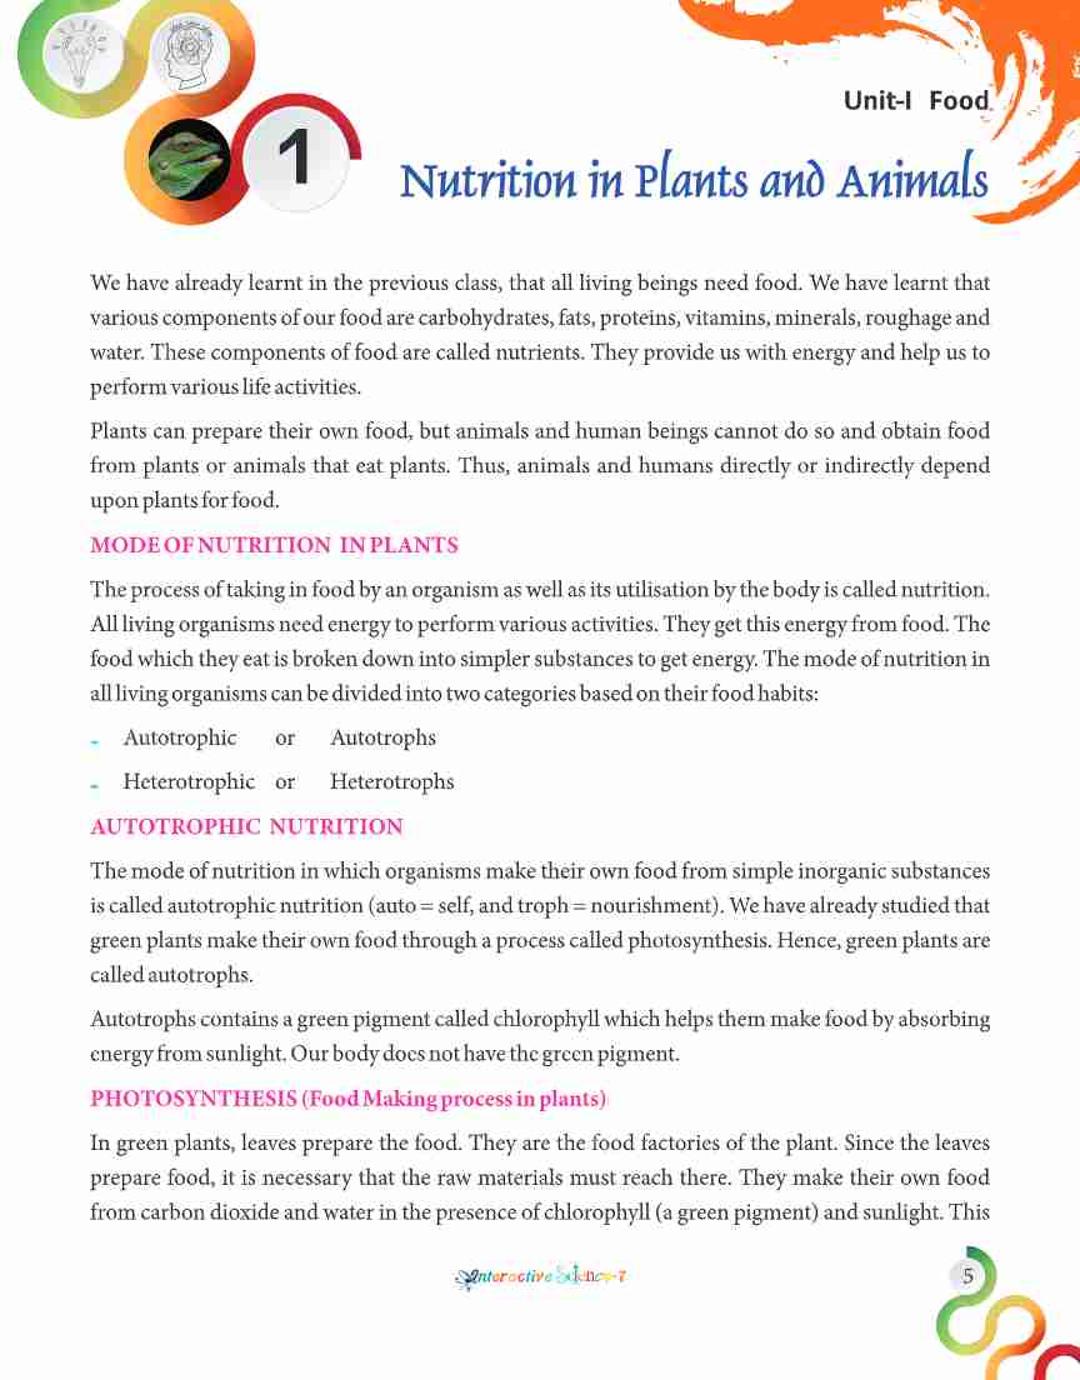 Unit-I Food
1
Nutrition in Plants and Animals
We have already learnt in the previous class, that all living beings need food. We have learnt that
various components of our food are carbohydrates, fats, proteins, vitamins, minerals, roughage and
water. These components of food are called nutrients. They provide us with energy and help us to
perform various life activities.
Plants can prepare their own food, but animals and human beings cannot do so and obtain food
from plants or animals that eat plants. Thus, animals and humans directly or indirectly depend
upon plants for food.
MODE OF NUTRITION IN PLANTS
The process of taking in food by an organism as well as its utilisation by the body is called nutrition.
All living organisms need energy to perform various activities. They get this energy from food. The
food which they eat is broken down into simpler substances to get energy. The mode of nutrition in
all living organisms can be divided into two categories based on their food habits:
- Autotrophic or Autotrophs
- Heterotrophic or Heterotrophs
AUTOTROPHIC NUTRITION
The mode of nutrition in which organisms make their own food from simple inorganic substances
is called autotrophic nutrition (auto = self, and troph = nourishment). We have already studied that
green plants make their own food through a process called photosynthesis. Hence, green plants are
called autotrophs.
Autotrophs contains a green pigment called chlorophyll which helps them make food by absorbing
energy from sunlight. Our body does not have the green pigment.
PHOTOSYNTHESIS (Food Making process in plants)
In green plants, leaves prepare the food. They are the food factories of the plant. Since the leaves
prepare food, it is necessary that the raw materials must reach there. They make their own food
from carbon dioxide and water in the presence of chlorophyll (a green pigment) and sunlight. This
Interactive Science-7
5